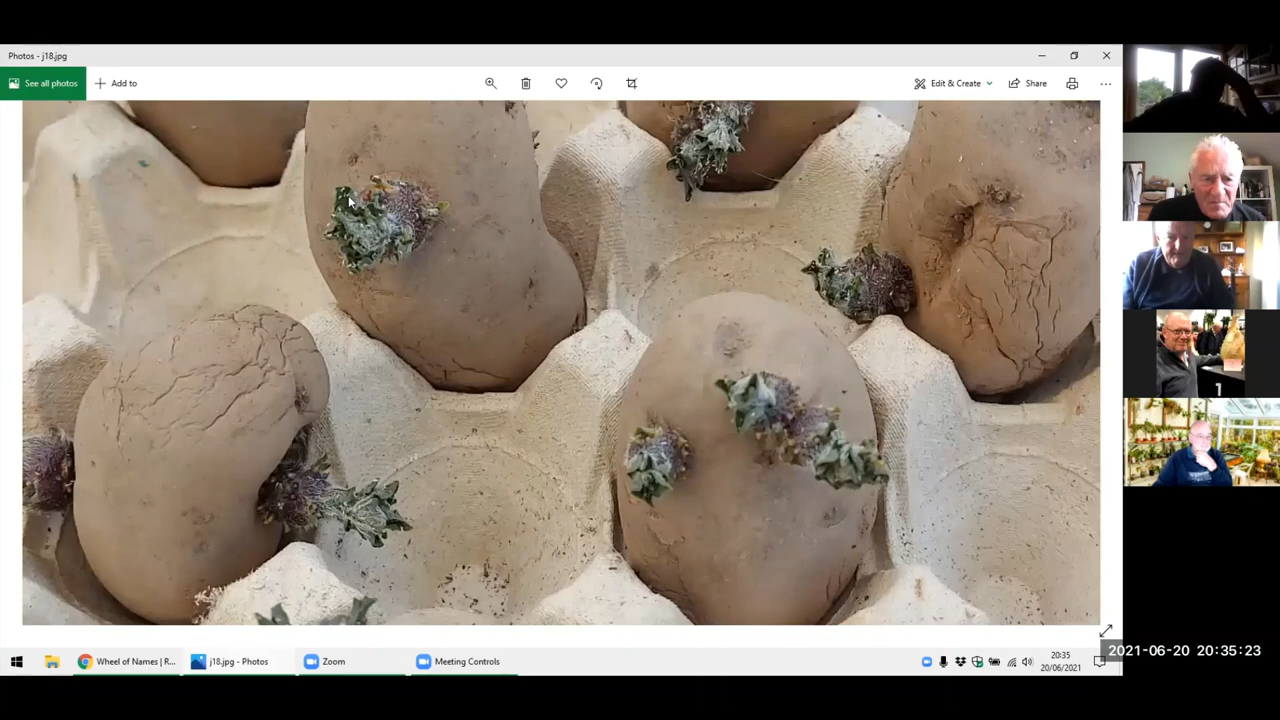 Photos - j18.jpg
See all photos
Add to
Edit & Create
Share
1
Wheel of Names | R...
j18.jpg - Photos
Zoom
Meeting Controls
20:35
20/06/2021
2021-06-20 20:35:23